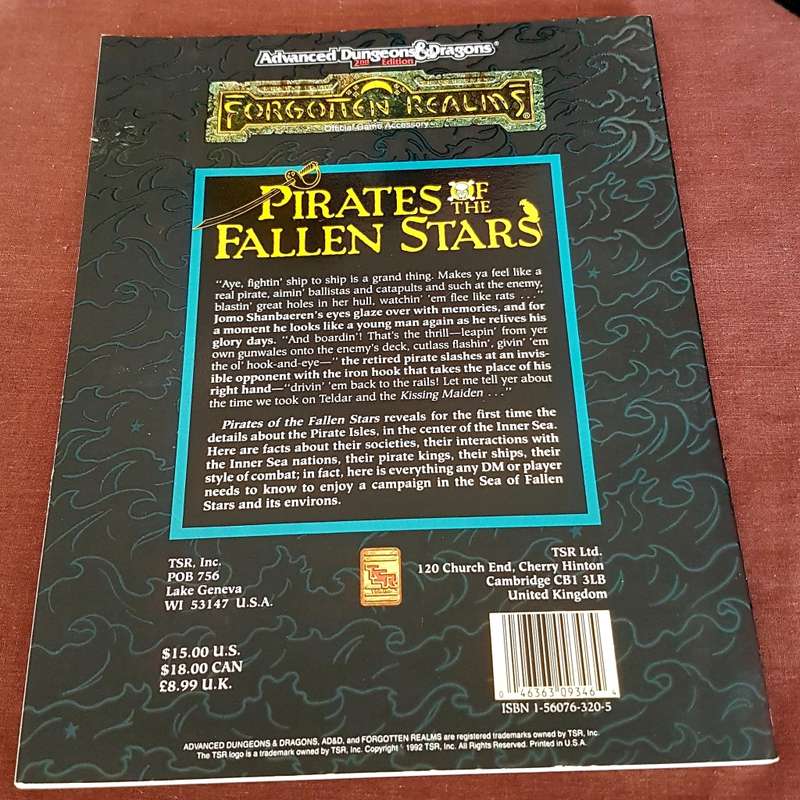 Advanced Dungeons & Dragons®
2nd Edition
FORGOTTEN REALMS®
Official Game Accessory
PIRATES OF THE
FALLEN STARS
"Aye, fightin' ship to ship is a grand thing. Makes ya feel like a
real pirate, aimin' ballistas and catapults and such at the enemy,
blastin' great holes in her hull, watchin' 'em flee like rats . . ."
Jomo Shanbaeren's eyes glaze over with memories, and for
a moment he looks like a young man again as he relives his
glory days. "And boardin'! That's the thrill—leapin' from yer
own gunwales onto the enemy's deck, cutlass flashin', givin' 'em
the ol' hook-and-eye—" the retired pirate slashes at an invis-
ible opponent with the iron hook that takes the place of his
right hand—"drivin' 'em back to the rails! Let me tell yer about
the time we took on Teldar and the Kissing Maiden . . ."
Pirates of the Fallen Stars reveals for the first time the
details about the Pirate Isles, in the center of the Inner Sea.
Here are facts about their societies, their interactions with
the Inner Sea nations, their pirate kings, their ships, their
style of combat; in fact, here is everything any DM or player
needs to know to enjoy a campaign in the Sea of Fallen
Stars and its environs.
TSR, Inc.
POB 756
Lake Geneva
WI 53147 U.S.A.
TSR
TSR Ltd.
120 Church End, Cherry Hinton
Cambridge CB1 3LB
United Kingdom
$15.00 U.S.
$18.00 CAN
£8.99 U.K.
0 46363 09346 4
ISBN 1-56076-320-5
ADVANCED DUNGEONS & DRAGONS, AD&D, and FORGOTTEN REALMS are registered trademarks owned by TSR, Inc.
The TSR logo is a trademark owned by TSR, Inc. Copyright 1992 TSR, Inc. All Rights Reserved. Printed in U.S.A.